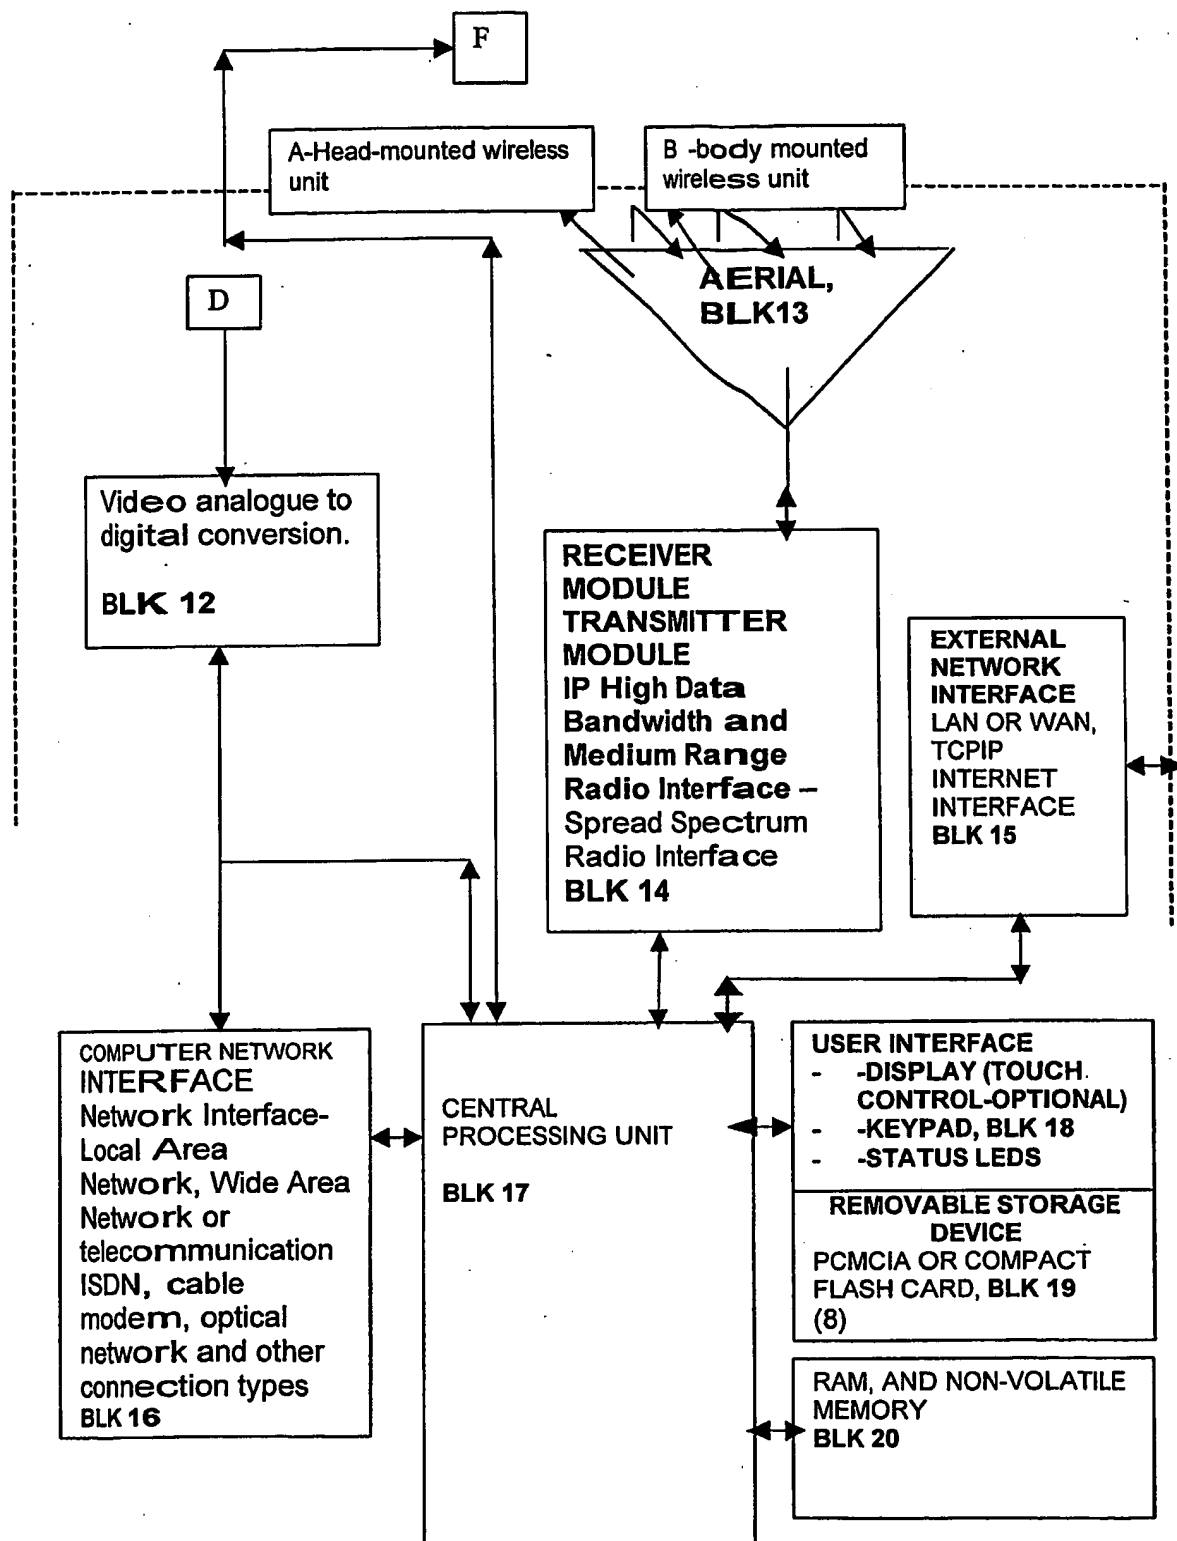 F
A-Head-mounted wireless
unit
B -body mounted
wireless unit
D
AERIAL,
BLK13
Video analogue to
digital conversion.
BLK 12
RECEIVER
MODULE
TRANSMITTER
MODULE
IP High Data
Bandwidth and
Medium Range
Radio Interface –
Spread Spectrum
Radio Interface
BLK 14
EXTERNAL
NETWORK
INTERFACE
LAN OR WAN,
TCPIP
INTERNET
INTERFACE
BLK 15
COMPUTER NETWORK
INTERFACE
Network Interface-
Local Area
Network, Wide Area
Network or
telecommunication
ISDN, cable
modem, optical
network and other
connection types
BLK 16
CENTRAL
PROCESSING UNIT
BLK 17
USER INTERFACE
- -DISPLAY (TOUCH
CONTROL-OPTIONAL)
- -KEYPAD, BLK 18
- -STATUS LEDS
REMOVABLE STORAGE
DEVICE
PCMCIA OR COMPACT
FLASH CARD, BLK 19
(8)
RAM, AND NON-VOLATILE
MEMORY
BLK 20